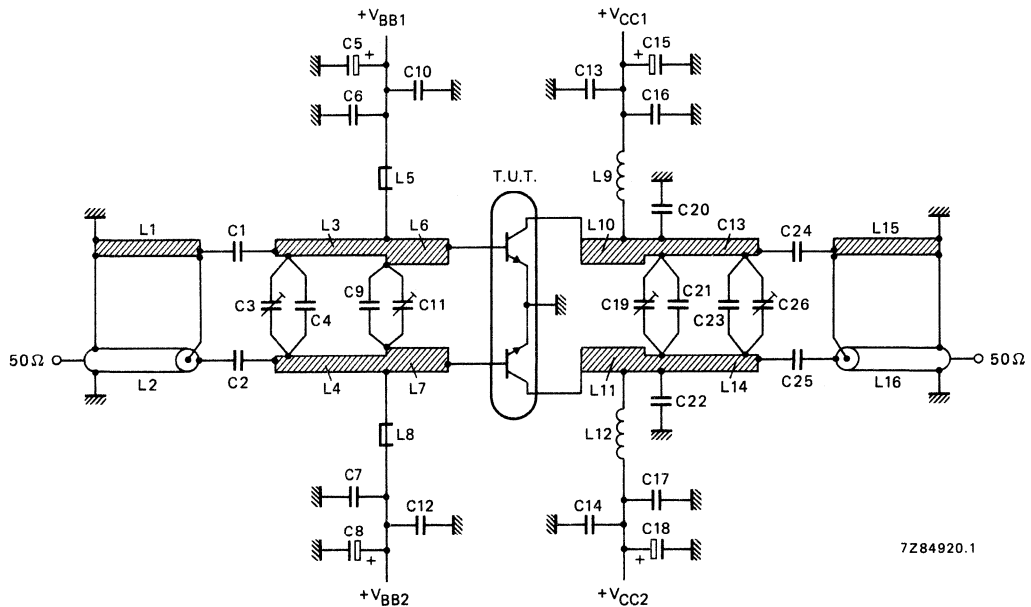 +VBB1
+VCC1
C5
+
C10
C6
C13
+
C15
C16
L5
T.U.T.
L9
C20
L1
C1
L3
L6
L10
C13
C24
L15
C3
C4
C9
C11
C19
C21
C23
C26
50Ω
L2
C2
L4
L7
L11
L14
C25
L16
50Ω
C22
L8
L12
C7
C12
C8
+
C14
C17
C18
+
7Z84920.1
+VBB2
+VCC2